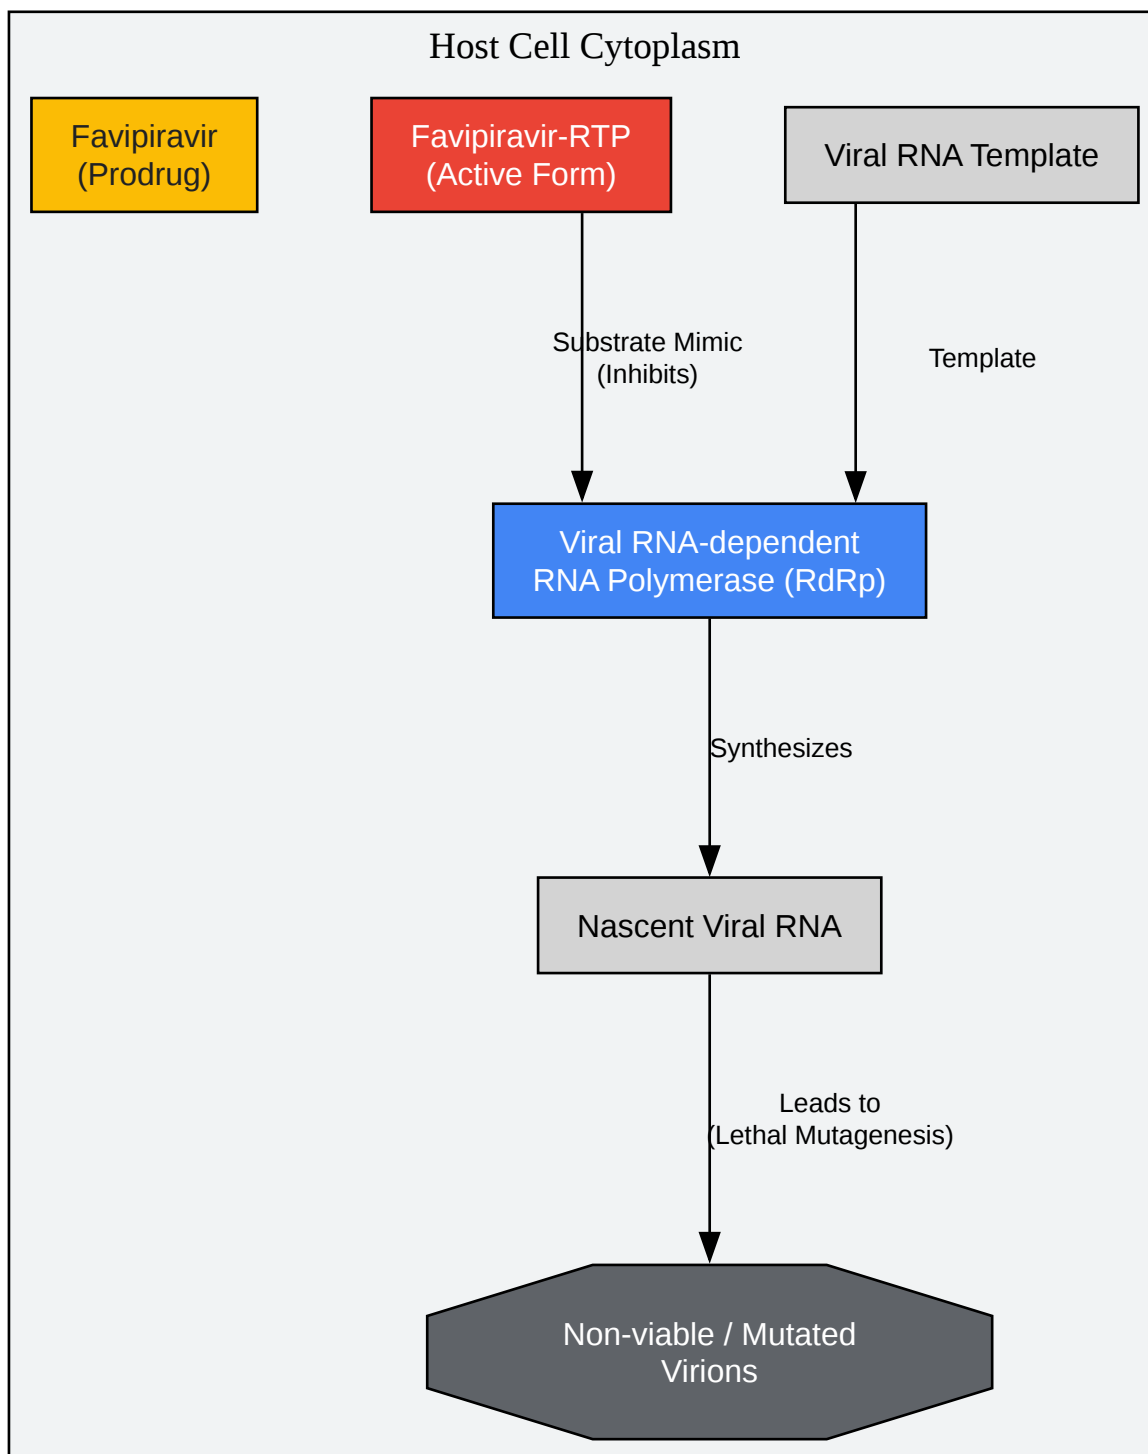 Host Cell Cytoplasm
Favipiravir
(Prodrug)
Favipiravir-RTP
(Active Form)
Viral RNA Template
Substrate Mimic
(Inhibits)
Template
Viral RNA-dependent
RNA Polymerase (RdRp)
Synthesizes
Nascent Viral RNA
Leads to
(Lethal Mutagenesis)
Non-viable / Mutated
Virions